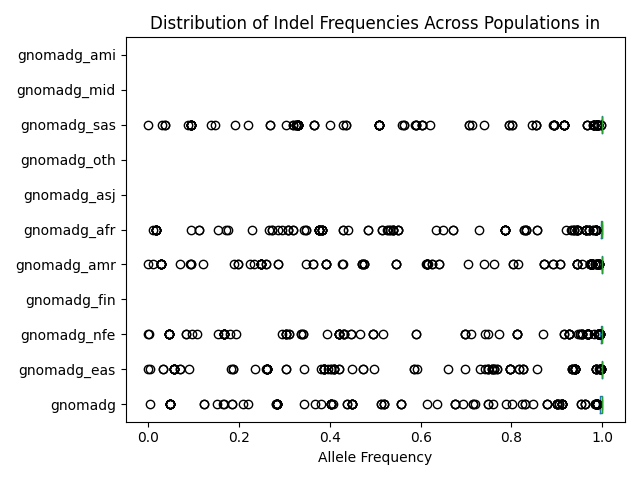 Distribution of Indel Frequencies Across Populations in
gnomadg_ami
gnomadg_mid
gnomadg_sas
gnomadg_oth
gnomadg_asj
gnomadg_afr
gnomadg_amr
gnomadg_fin
gnomadg_nfe
gnomadg_eas
gnomadg
0.0 0.2 0.4 0.6 0.8 1.0
Allele Frequency